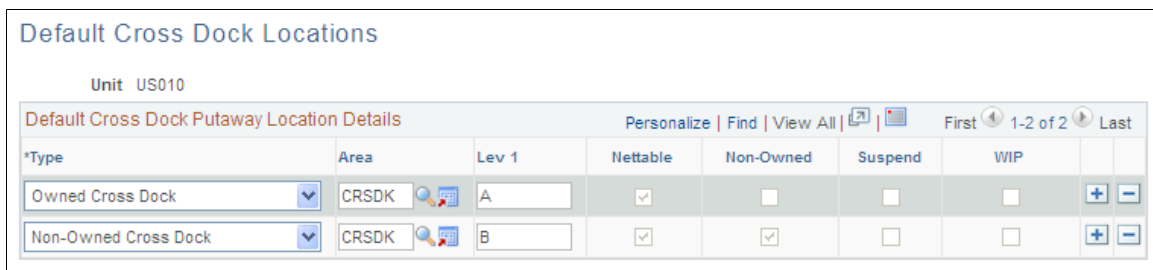 Default Cross Dock Locations
Unit US010
Default Cross Dock Putaway Location Details Personalize | Find | View All | | First 1-2 of 2 Last
*Type Area Lev 1 Nettable Non-Owned Suspend WIP
Owned Cross Dock CRSDK A
Non-Owned Cross Dock CRSDK B